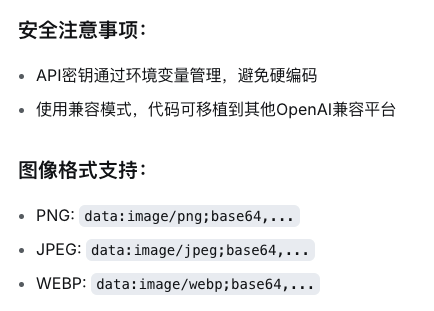 安全注意事项：
• API密钥通过环境变量管理，避免硬编码
• 使用兼容模式，代码可移植到其他OpenAI兼容平台
图像格式支持：
• PNG: data:image/png;base64,...
• JPEG: data:image/jpeg;base64,...
• WEBP: data:image/webp;base64,...